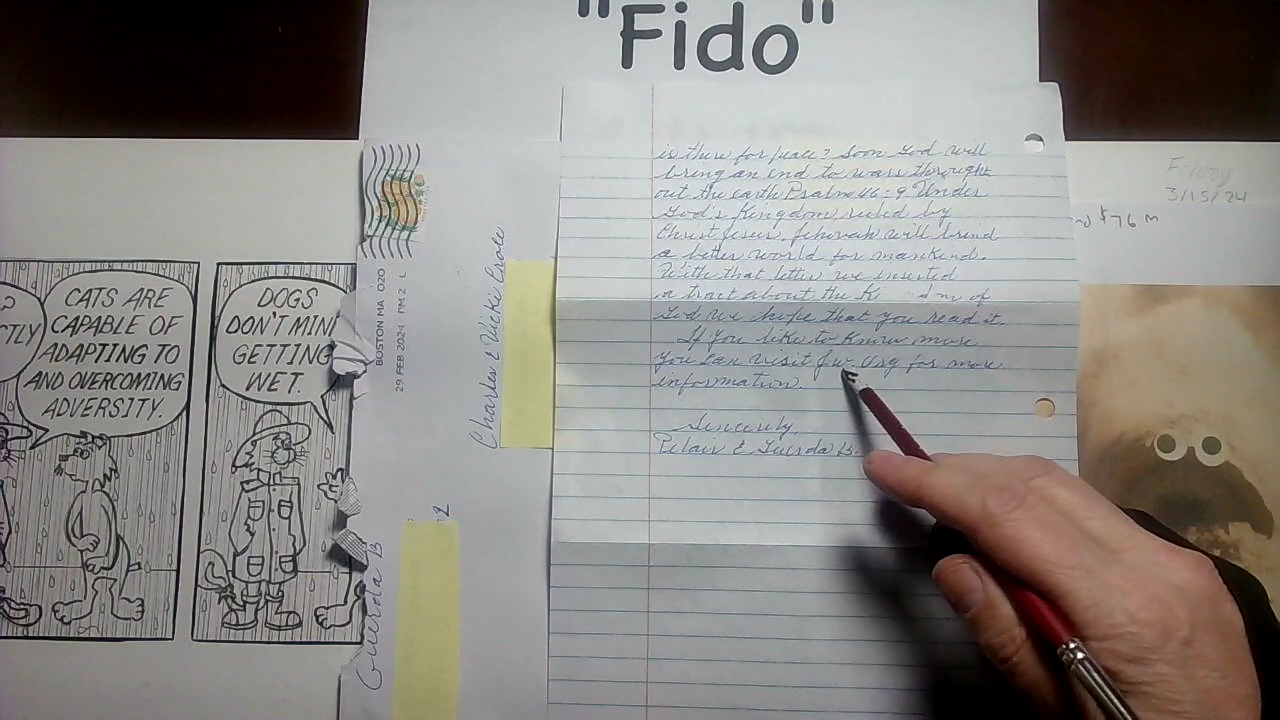 "Fido"
is there for peace? Soon God will
bring an end to wars through
out the earth Psalm 46:9 Under
God's Kingdom ruled by
Christ Jesus. Jehovah will bring
a better world for mankind.
With that letter we inserted
a tract about the of
God we hope that you read it.
If You like to Know more
You can visit Jw.Org for more
information.
Sincerely,
& Guerda B.
Friday
3/15/24
$76 M
BOSTON MA 020
29 FEB 2024 PM 2 L
Charles & Vicki
Guerda B
CATS ARE
CAPABLE OF
ADAPTING TO
AND OVERCOMING
ADVERSITY.
DOGS
DON'T MIN
GETTING
WET.